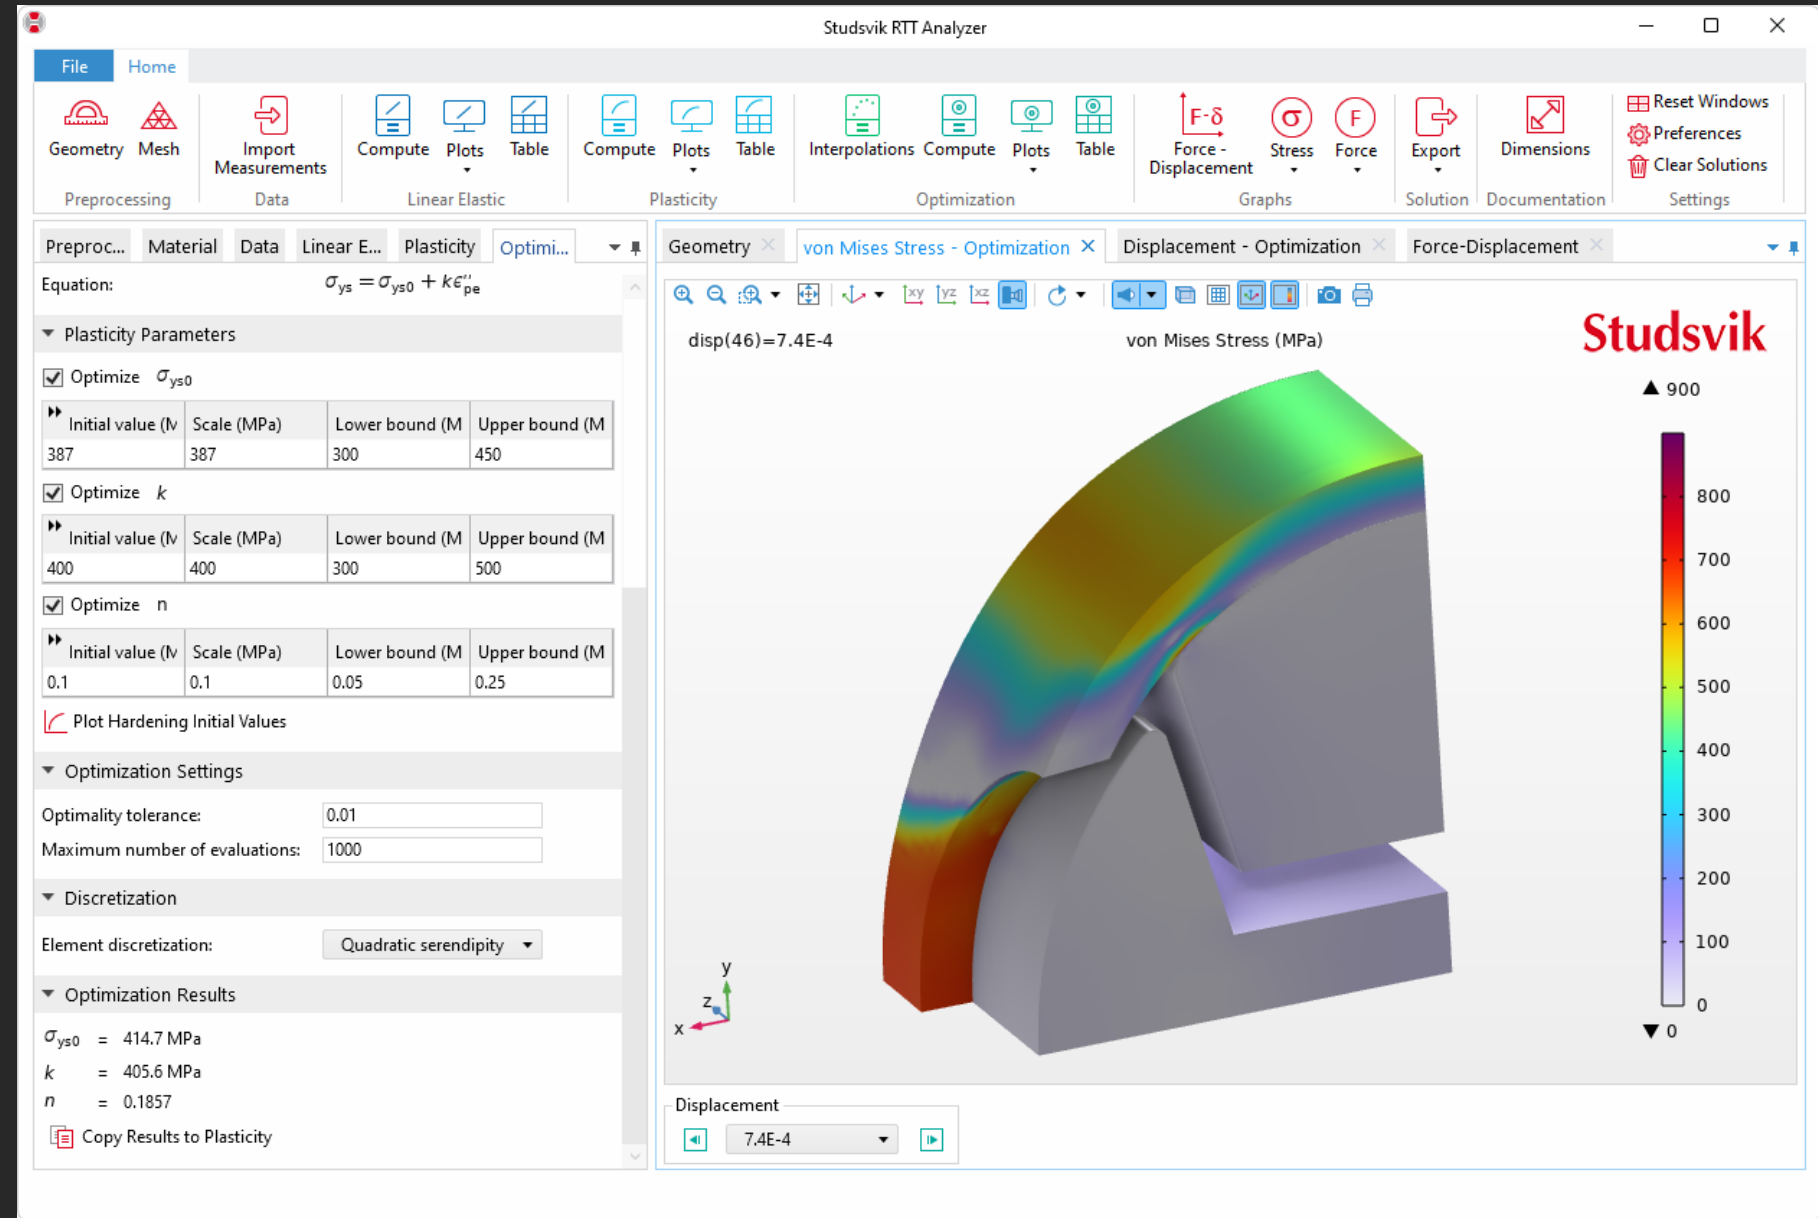 Studsvik RTT Analyzer
File Home
Geometry Mesh Import Measurements Compute Plots Table Compute Plots Table Interpolations Compute Plots Table F-δ Force - Displacement σ Stress F Force Export Dimensions
Reset Windows
Preferences
Clear Solutions
Preprocessing Data Linear Elastic Plasticity Optimization Graphs Solution Documentation Settings
Preproc... Material Data Linear E... Plasticity Optimi...
Equation: σys = σys0 + kϵpe
Plasticity Parameters
Optimize σys0
Initial value (M Scale (MPa) Lower bound (M Upper bound (M
387 387 300 450
Optimize k
Initial value (M Scale (MPa) Lower bound (M Upper bound (M
400 400 300 500
Optimize n
Initial value (M Scale (MPa) Lower bound (M Upper bound (M
0.1 0.1 0.05 0.25
Plot Hardening Initial Values
Optimization Settings
Optimality tolerance: 0.01
Maximum number of evaluations: 1000
Discretization
Element discretization: Quadratic serendipity
Optimization Results
σys0 = 414.7 MPa
k = 405.6 MPa
n = 0.1857
Copy Results to Plasticity
Geometry von Mises Stress - Optimization Displacement - Optimization Force-Displacement
xy yz xz
disp(46)=7.4E-4 von Mises Stress (MPa)
Studsvik
▲ 900
800
700
600
500
400
300
200
100
0
▼ 0
y
z
x
Displacement
7.4E-4